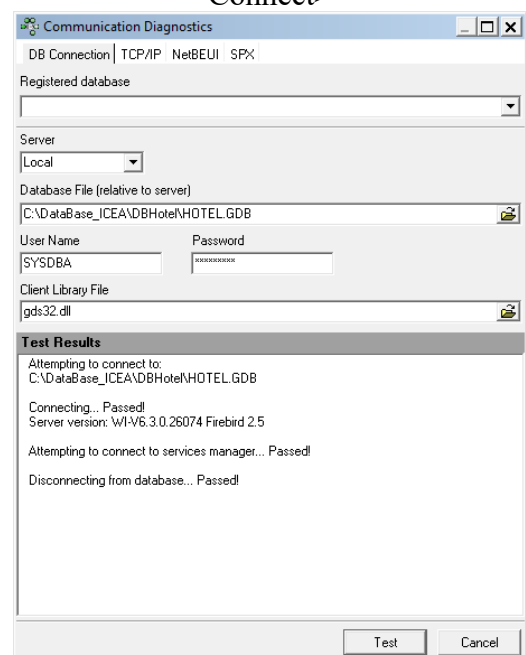 Connect>
Communication Diagnostics
DB Connection TCP/IP NetBEUI SPX
Registered database
Server
Local
Database File (relative to server)
C:\DataBase_ICEA\DBHotel\HOTEL.GDB
User Name Password
SYSDBA ×××××××××
Client Library File
gds32.dll
Test Results
Attempting to connect to:
C:\DataBase_ICEA\DBHotel\HOTEL.GDB
Connecting... Passed!
Server version: WI-V6.3.0.26074 Firebird 2.5
Attempting to connect to services manager... Passed!
Disconnecting from database... Passed!
Test Cancel